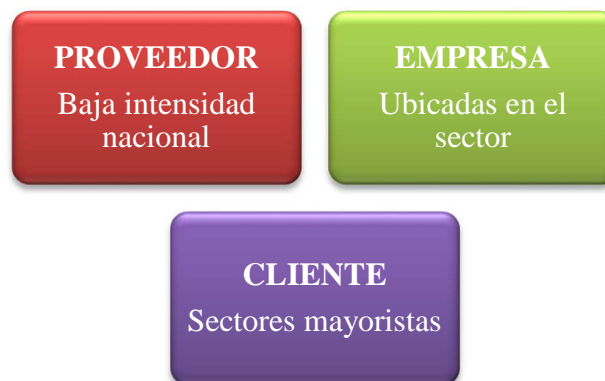 PROVEEDOR
Baja intensidad
nacional
EMPRESA
Ubicadas en el
sector
CLIENTE
Sectores mayoristas